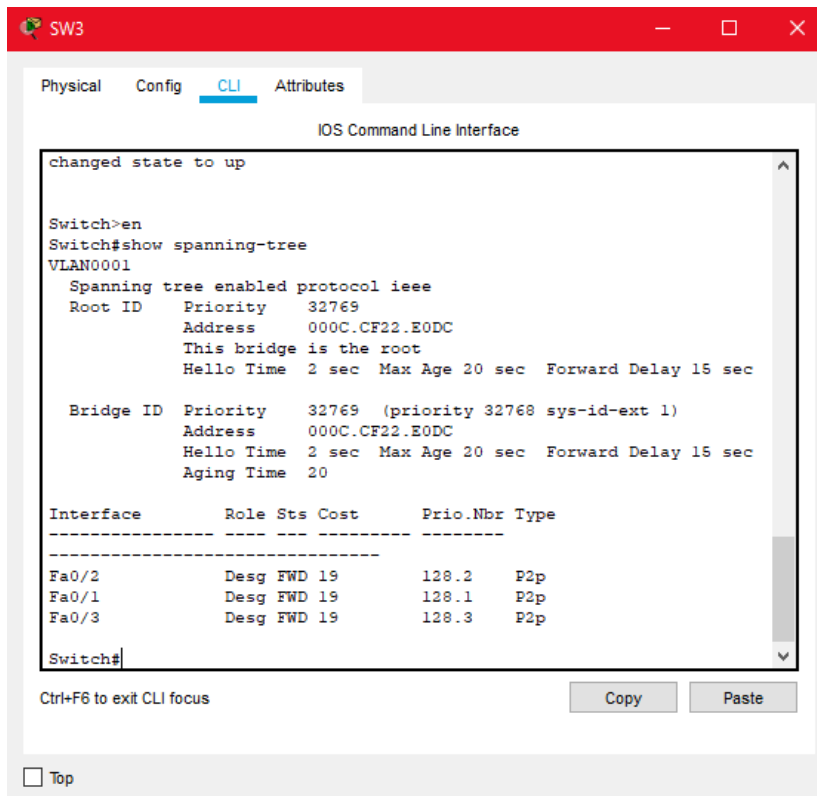 SW3
Physical Config CLI Attributes
IOS Command Line Interface
changed state to up
Switch>en
Switch#show spanning-tree
VLAN0001
  Spanning tree enabled protocol ieee
  Root ID    Priority    32769
             Address     000C.CF22.E0DC
             This bridge is the root
             Hello Time  2 sec  Max Age 20 sec  Forward Delay 15 sec
  Bridge ID  Priority    32769  (priority 32768 sys-id-ext 1)
             Address     000C.CF22.E0DC
             Hello Time  2 sec  Max Age 20 sec  Forward Delay 15 sec
             Aging Time  20
Interface        Role Sts Cost      Prio.Nbr Type
---------------- ---- --- --------- --------
--------------------------------
Fa0/2            Desg FWD 19        128.2    P2p
Fa0/1            Desg FWD 19        128.1    P2p
Fa0/3            Desg FWD 19        128.3    P2p
Switch#
Ctrl+F6 to exit CLI focus Copy Paste
Top